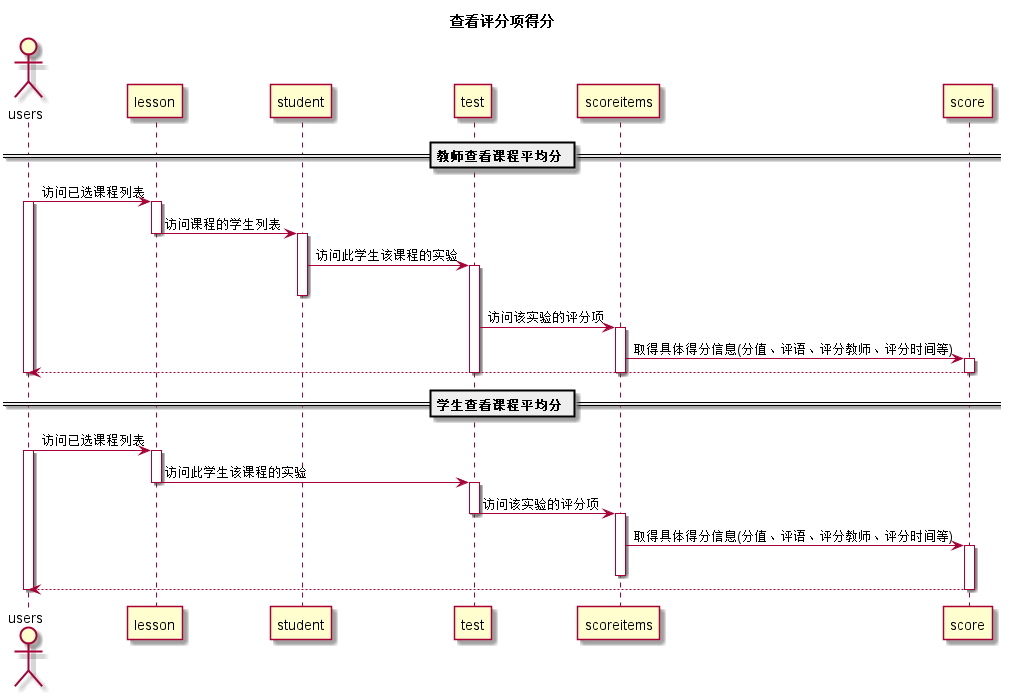 查看评分项得分
users
lesson
student
test
scoreitems
score
教师查看课程平均分
访问已选课程列表
访问课程的学生列表
访问此学生该课程的实验
访问该实验的评分项
取得具体得分信息(分值、评语、评分教师、评分时间等)
学生查看课程平均分
访问已选课程列表
访问此学生该课程的实验
访问该实验的评分项
取得具体得分信息(分值、评语、评分教师、评分时间等)
users
lesson
student
test
scoreitems
score